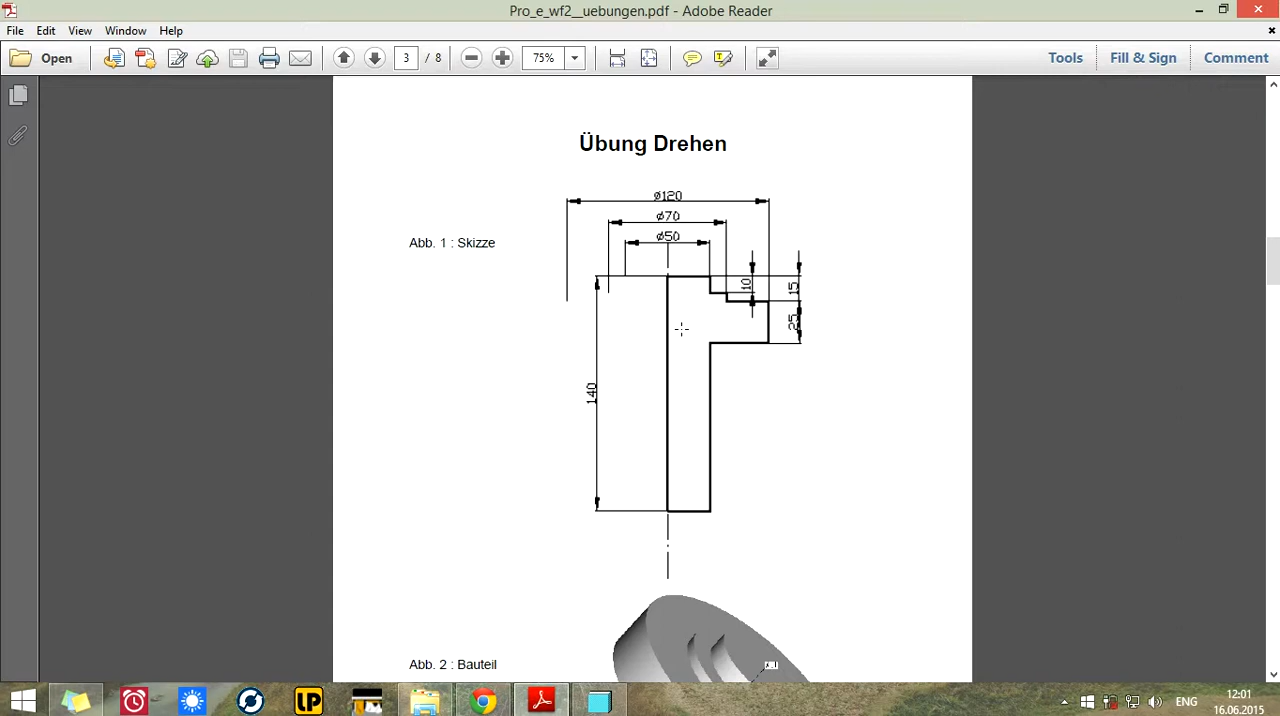 Pro_e_wf2__uebungen.pdf - Adobe Reader
File Edit View Window Help
Open 3 / 8 75% Tools Fill & Sign Comment
Übung Drehen
ø120
ø70
Abb. 1 : Skizze
ø50
10
15
25
140
Abb. 2 : Bauteil
LP
ENG
12:01
16.06.2015